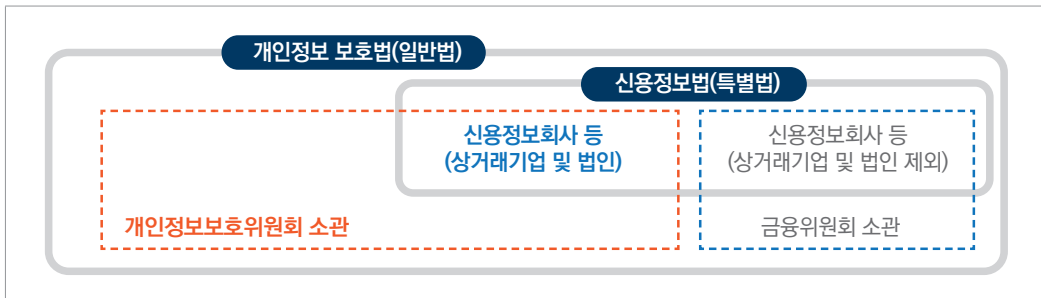 개인정보 보호법(일반법)
신용정보법(특별법)
신용정보회사 등
(상거래기업 및 법인)
신용정보회사 등
(상거래기업 및 법인 제외)
개인정보보호위원회 소관
금융위원회 소관